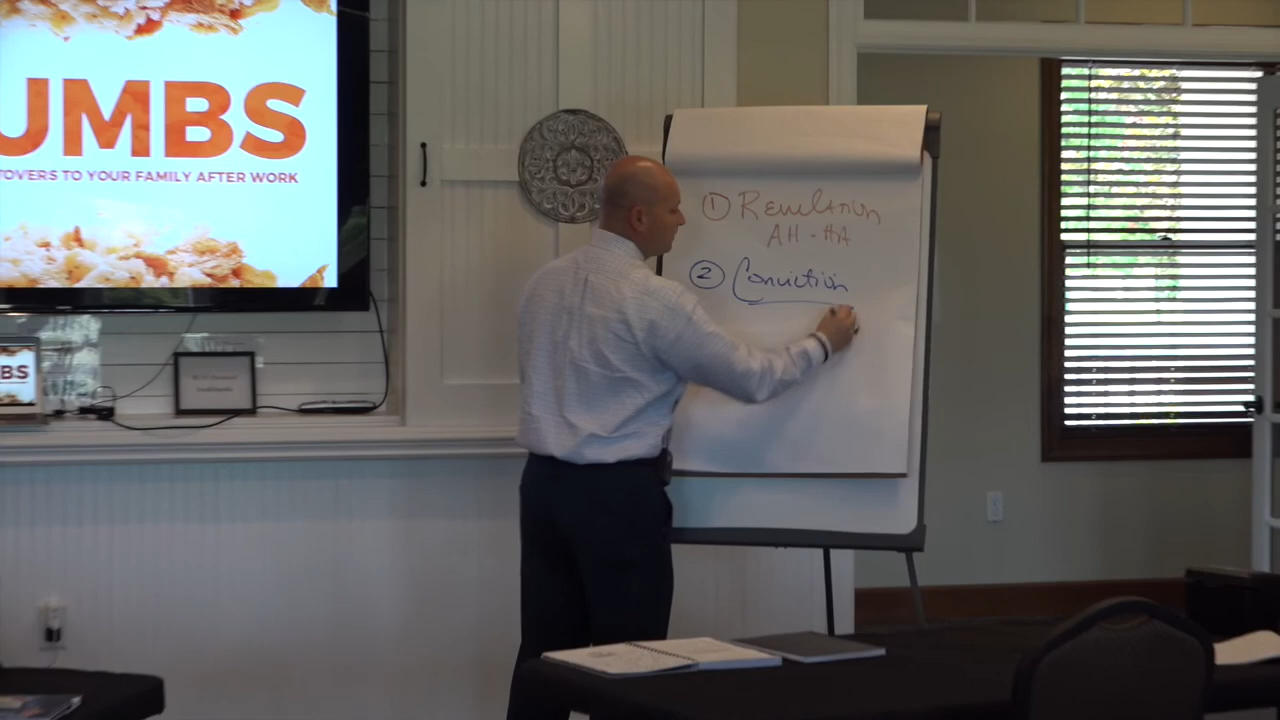 UMBS
TOVERS TO YOUR FAMILY AFTER WORK
BS
1 Revelation
AH-HA
2 Conviction